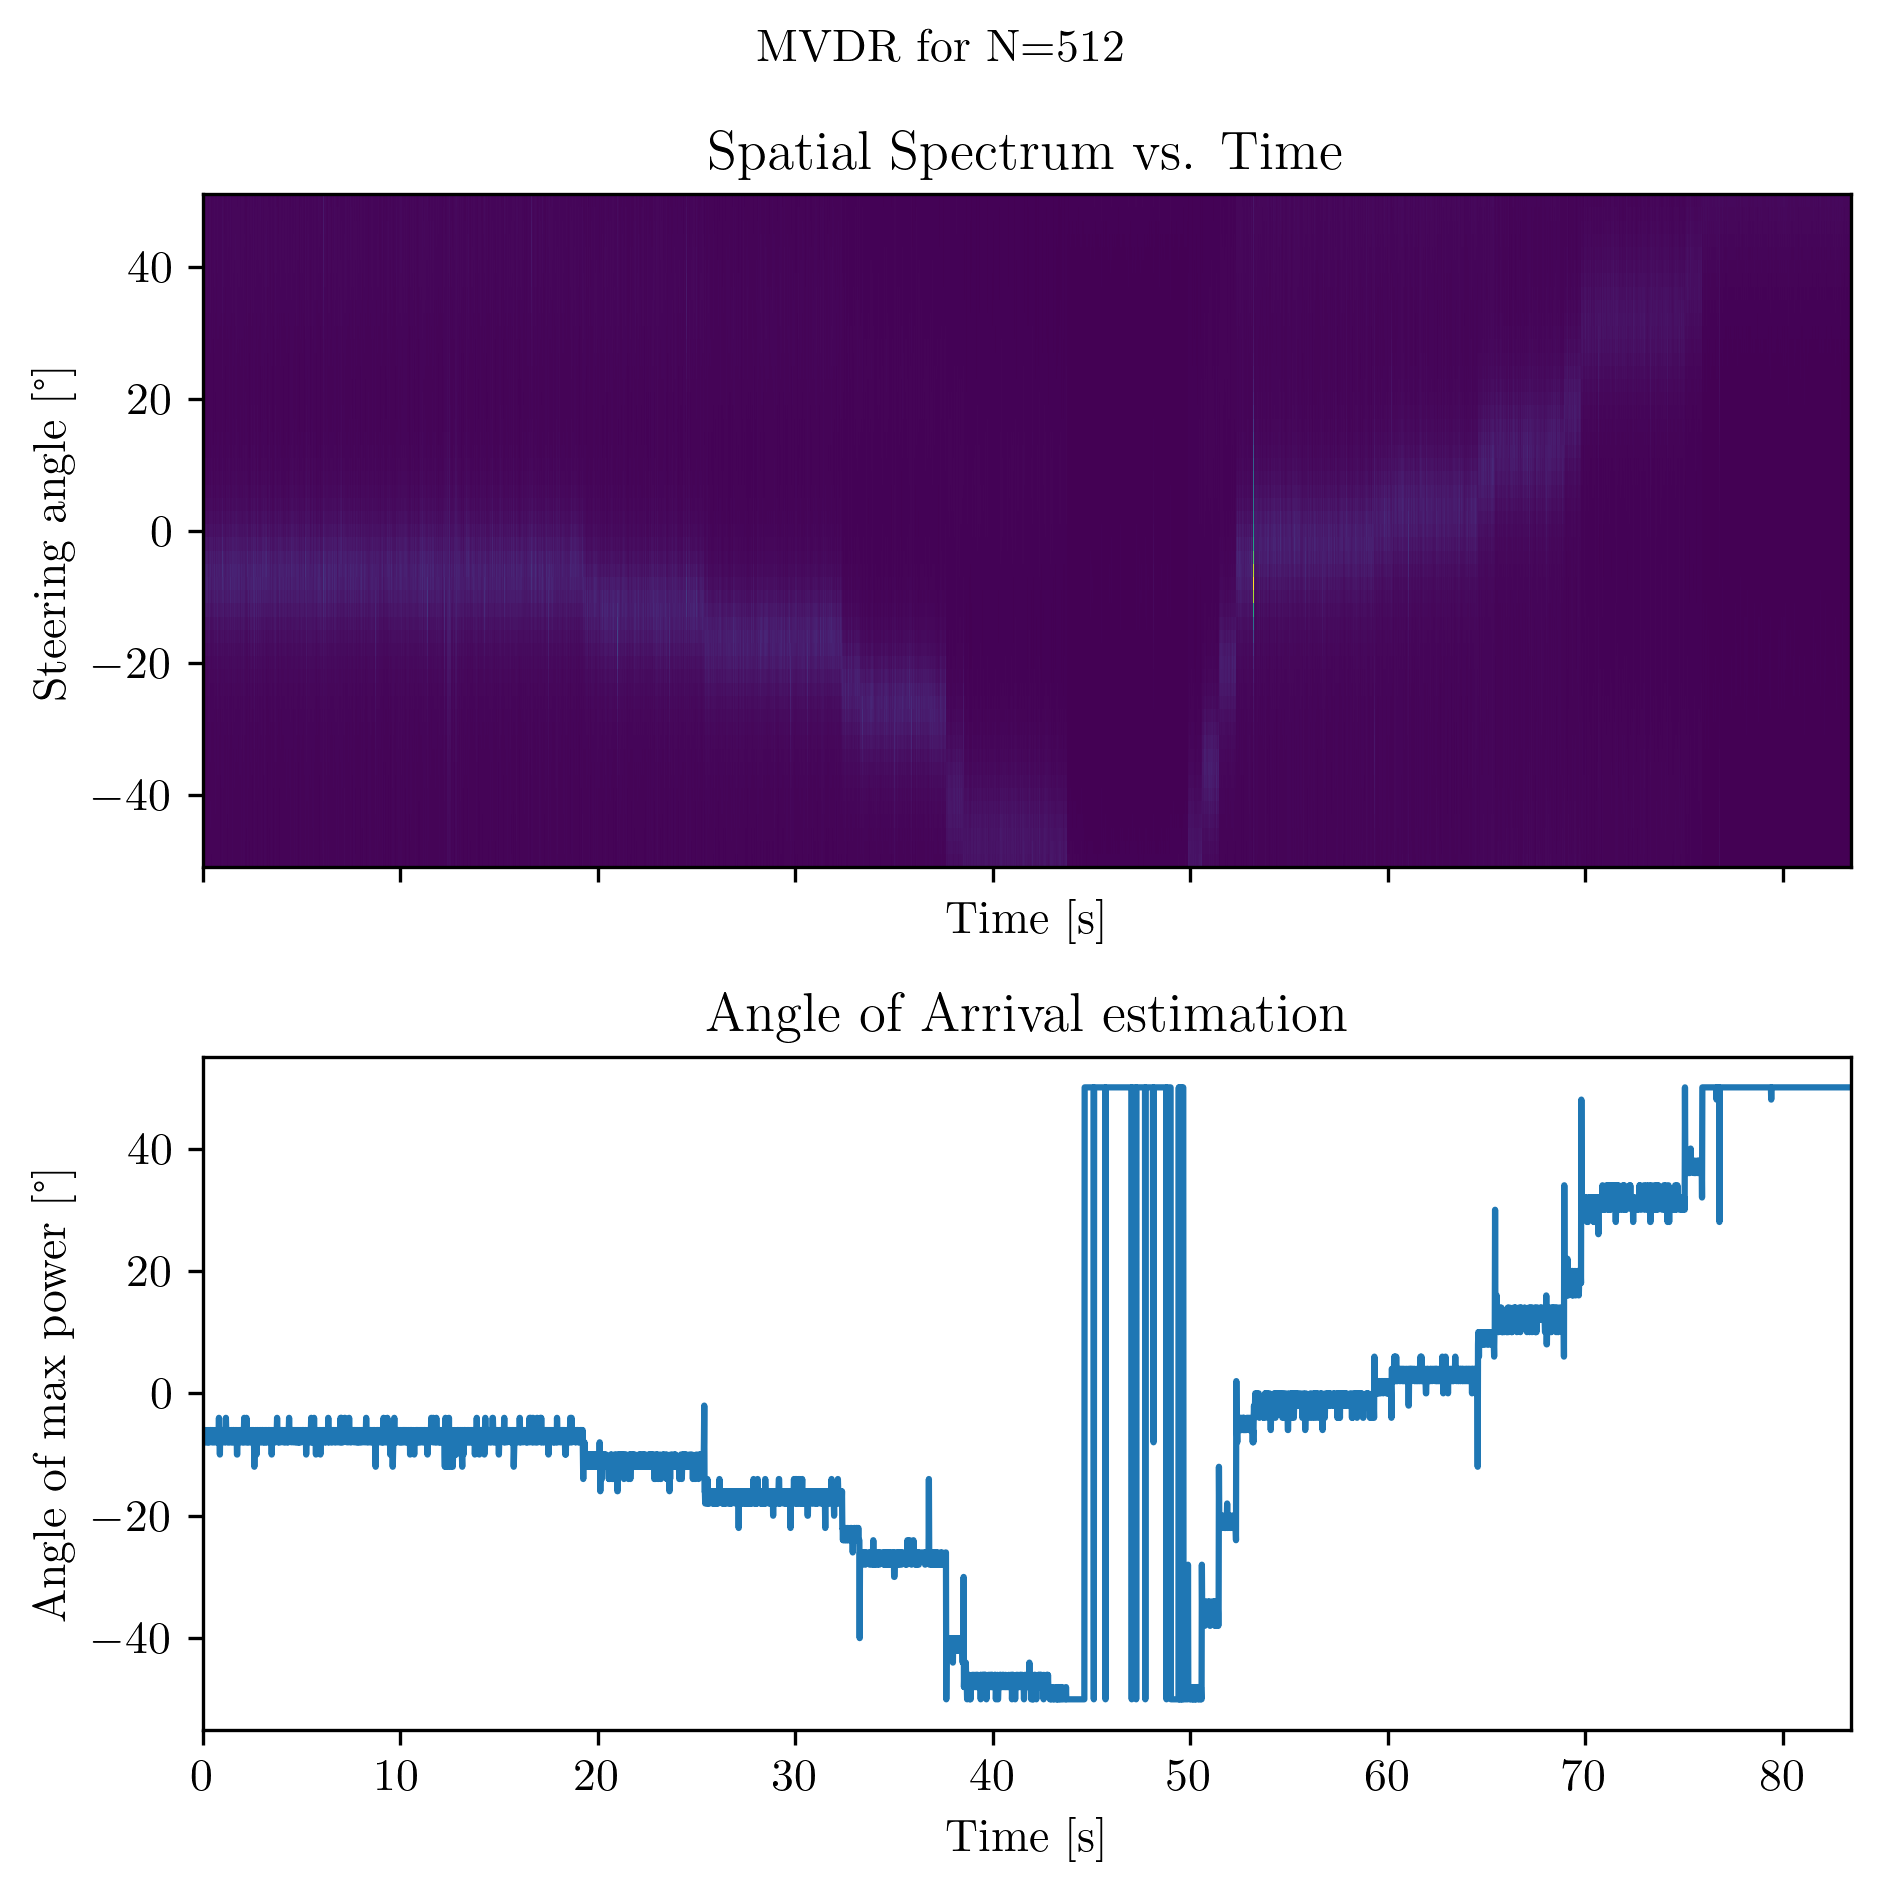 MVDR for N=512
Spatial Spectrum vs. Time
40
20
0
−20
−40
Steering angle [°]
Time [s]
Angle of Arrival estimation
40
20
0
−20
−40
Angle of max power [°]
0 10 20 30 40 50 60 70 80
Time [s]